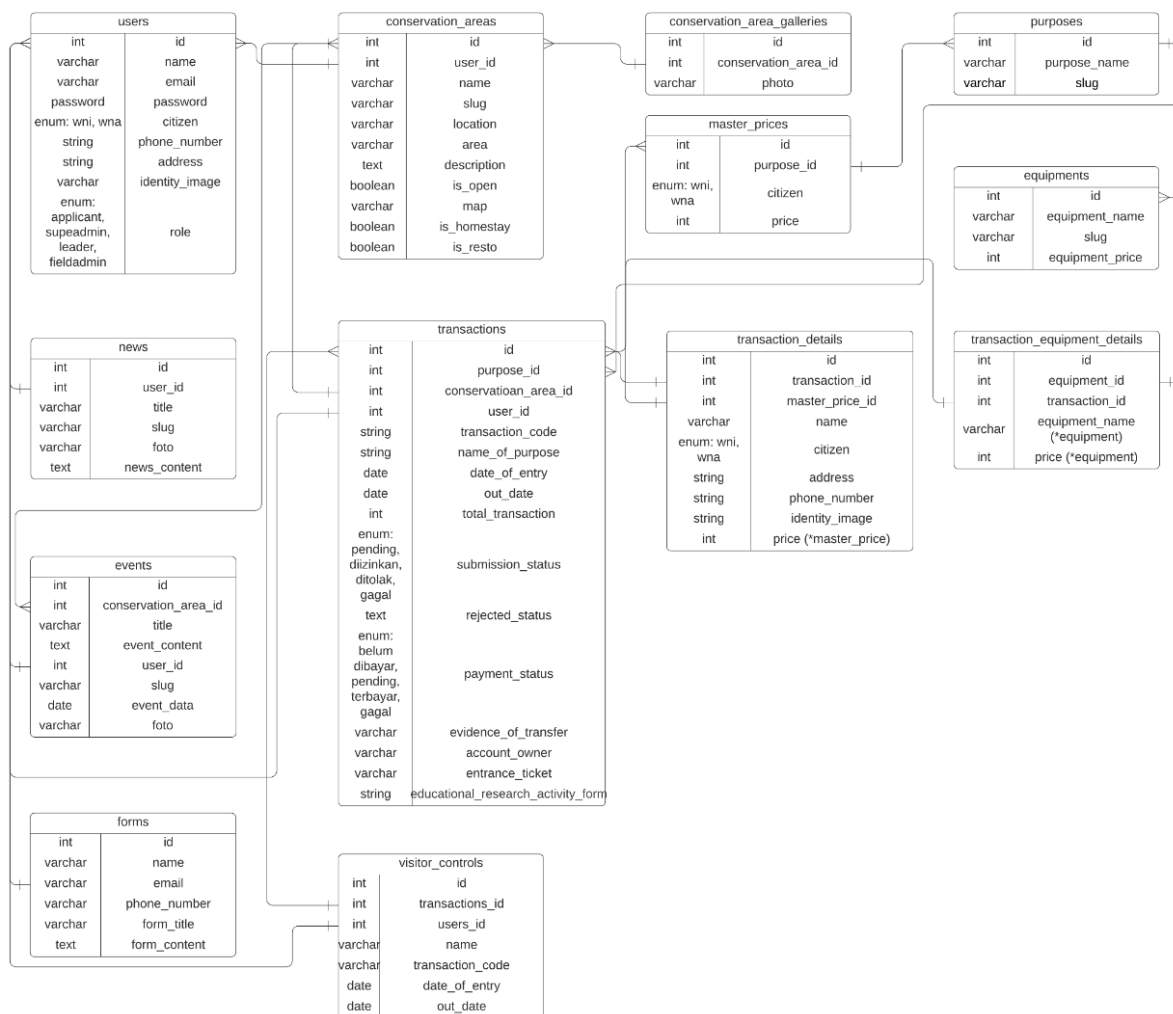 users
int id
varchar name
varchar email
password password
enum: wni, wna citizen
string phone_number
string address
varchar identity_image
enum:
applicant,
supeadmin,
leader,
fieldadmin
role
conservation_areas
int id
int user_id
varchar name
varchar slug
varchar location
varchar area
text description
boolean is_open
varchar map
boolean is_homestay
boolean is_resto
conservation_area_galleries
int id
int conservation_area_id
varchar photo
purposes
int id
varchar purpose_name
varchar slug
master_prices
int id
int purpose_id
enum: wni,
wna
citizen
int price
equipments
int id
varchar equipment_name
varchar slug
int equipment_price
news
int id
int user_id
varchar title
varchar slug
varchar foto
text news_content
transactions
int id
int purpose_id
int conservatioan_area_id
int user_id
string transaction_code
string name_of_purpose
date date_of_entry
date out_date
int total_transaction
enum:
pending,
diizinkan,
ditolak,
gagal
submission_status
text rejected_status
enum:
belum
dibayar,
pending,
terbayar,
gagal
payment_status
varchar evidence_of_transfer
varchar account_owner
varchar entrance_ticket
string educational_research_activity_form
transaction_details
int id
int transaction_id
int master_price_id
varchar name
enum: wni,
wna
citizen
string address
string phone_number
string identity_image
int price (*master_price)
transaction_equipment_details
int id
int equipment_id
int transaction_id
varchar equipment_name
(*equipment)
int price (*equipment)
events
int id
int conservation_area_id
varchar title
text event_content
int user_id
varchar slug
date event_data
varchar foto
forms
int id
varchar name
varchar email
varchar phone_number
varchar form_title
text form_content
visitor_controls
int id
int transactions_id
int users_id
varchar name
varchar transaction_code
date date_of_entry
date out_date